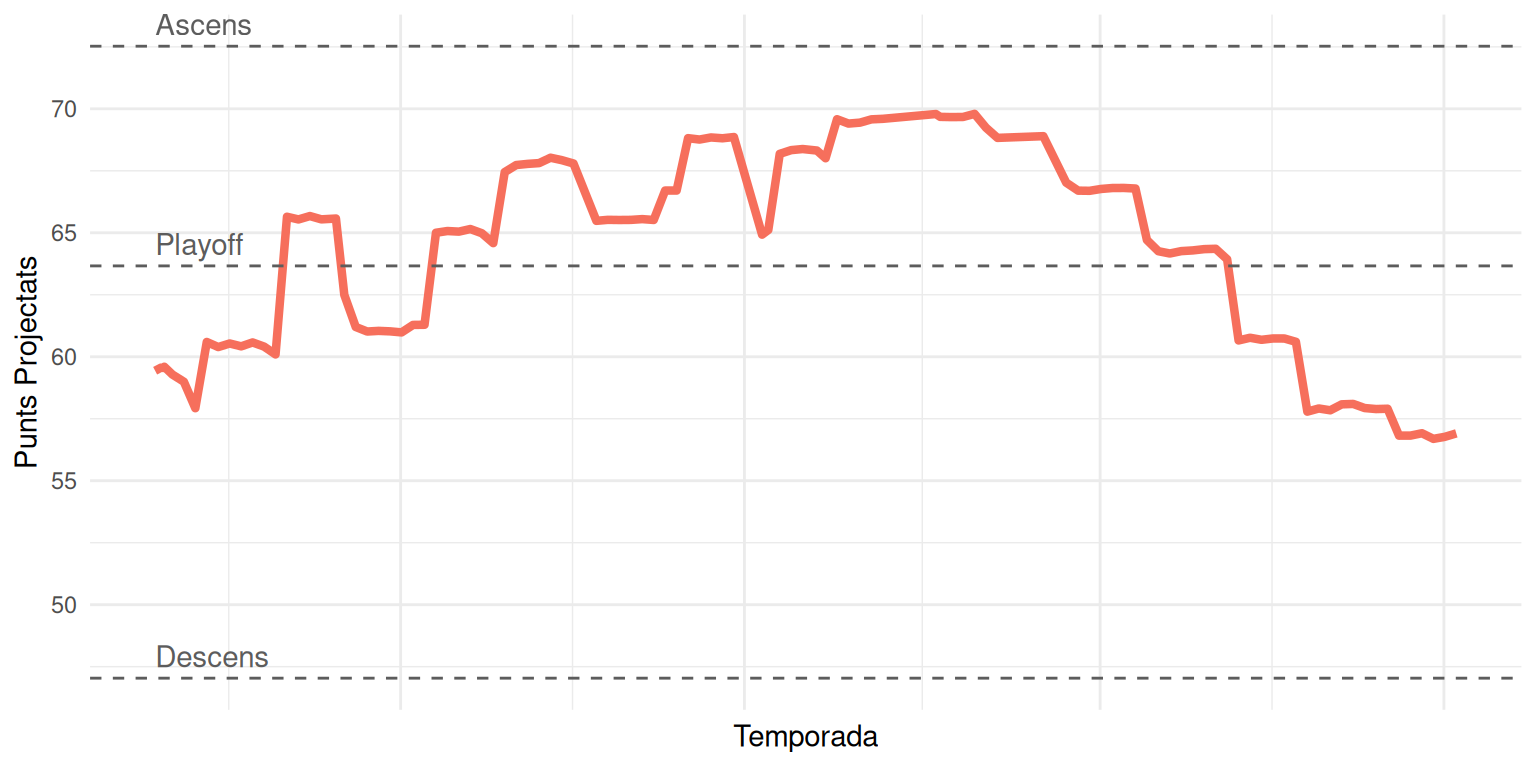 Ascens
70
65
Playoff
60
55
50
Descens
Punts Projectats
Temporada